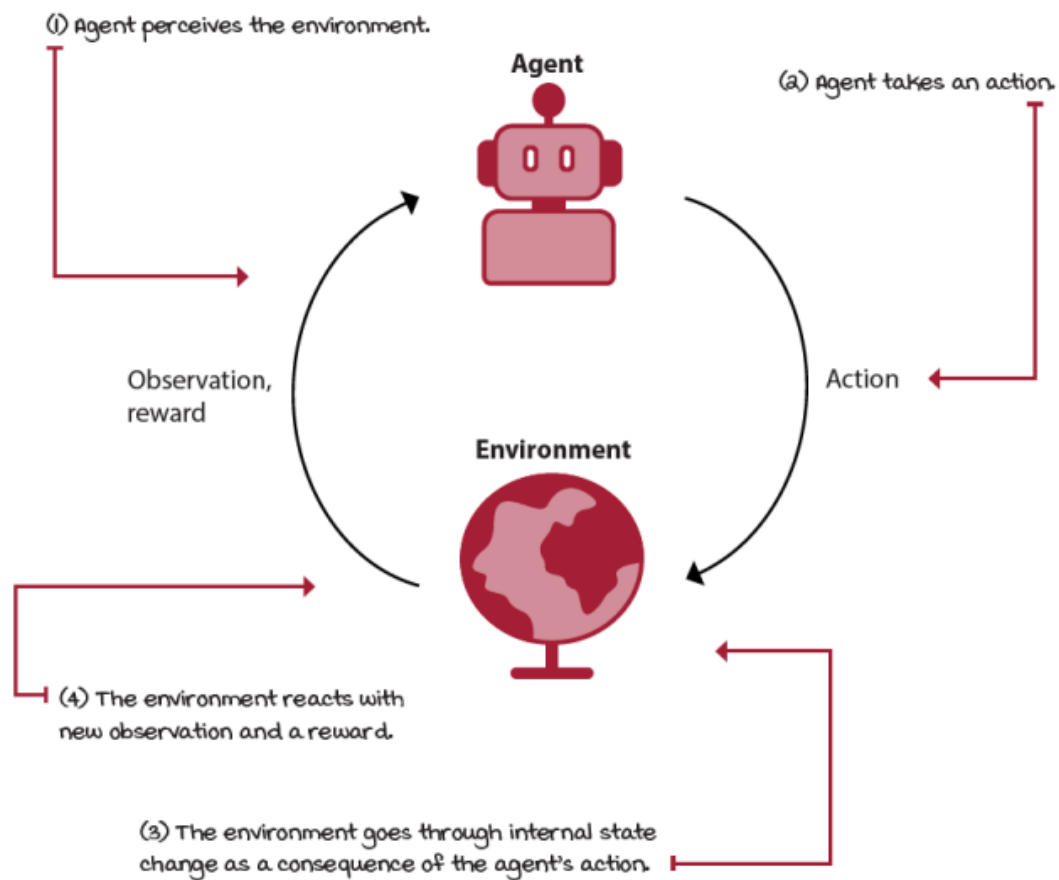 (1) Agent perceives the environment.
Agent
(2) Agent takes an action.
Observation,
reward
Action
Environment
(4) The environment reacts with
new observation and a reward.
(3) The environment goes through internal state
change as a consequence of the agent's action.